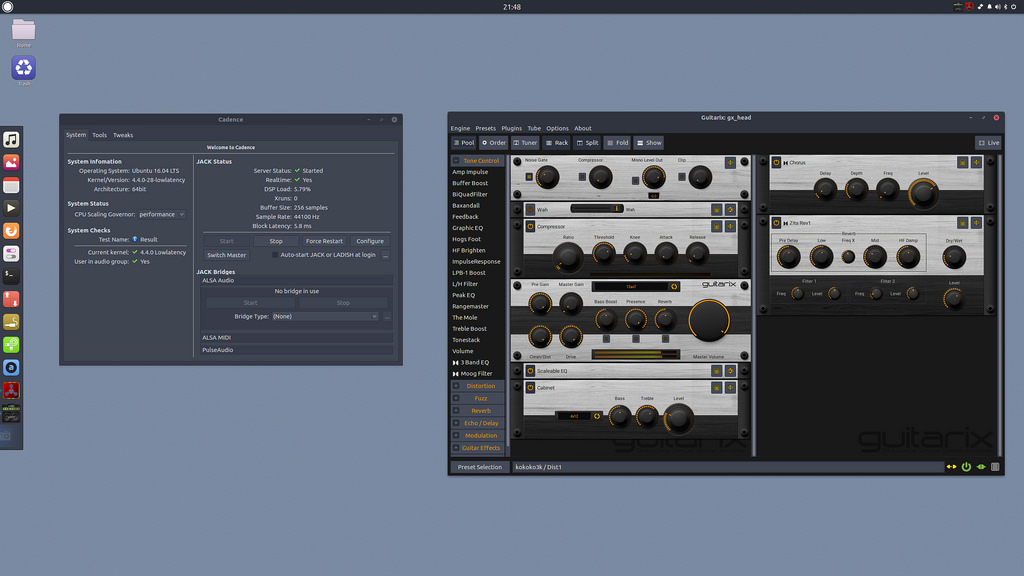 21:48
Home
Cadence
System Tools Tweaks
Welcome to Cadence
System Infomation
Operating System: Ubuntu 16.04 LTS
Kernel/Version: 4.4.0-28-lowlatency
Architecture: 64bit
System Status
CPU Scaling Governor: performance
System Checks
Test Name: Result
Current kernel: 4.4.0 Lowlatency
User in audio group: Yes
JACK Status
Server Status: Started
Realtime: Yes
DSP Load: 5.79%
Xruns: 0
Buffer Size: 256 samples
Sample Rate: 44100 Hz
Block Latency: 5.8 ms
Start Stop Force Restart Configure
Switch Master Auto-start JACK or LADISH at login ...
JACK Bridges
ALSA Audio
No bridge in use
Start Stop
Bridge Type: (None) ...
ALSA MIDI
PulseAudio
Guitarix: gx_head
Engine Presets Plugins Tube Options About
Pool Order Tuner Rack Split Fold Show Live
Tone Control
Amp Impulse
Buffer Boost
BiQuadFilter
Baxandall
Feedback
Graphic EQ
Hogs Foot
HF Brighten
ImpulseResponse
LPB-1 Boost
L/H Filter
Peak EQ
Rangemaster
The Mole
Treble Boost
Tonestack
Volume
3 Band EQ
Moog Filter
Distortion
Fuzz
Reverb
Echo / Delay
Modulation
Guitar Effects
Noise Gate Compressor Mono Level Out Clip
Wah Wah
Compressor
Ratio Threshold Knee Attack Release
Pre Gain Master Gain guitarix
Bass Boost Presence Reverb
Clean/Dist Drive Master Volume
Scaleable EQ
Cabinet
4x12 Bass Treble Level
guitarix
Chorus
Delay Depth Freq Level
Zita Rev1
Reverb
Pre Delay Low Freq X Mid HF Damp Dry/Wet
Filter 1 Filter 2 Level
Freq Level Freq Level
guitarix
Preset Selection kokoko3k / Dist1